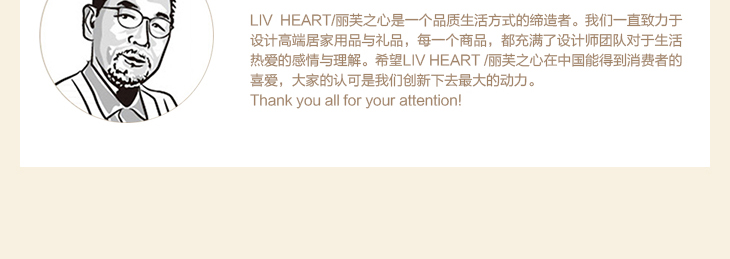 LIV  HEART/丽芙之心是一个品质生活方式的缔造者。我们一直致力于
设计高端居家用品与礼品，每一个商品，都充满了设计师团队对于生活
热爱的感情与理解。希望LIV HEART /丽芙之心在中国能得到消费者的
喜爱，大家的认可是我们创新下去最大的动力。
Thank you all for your attention!